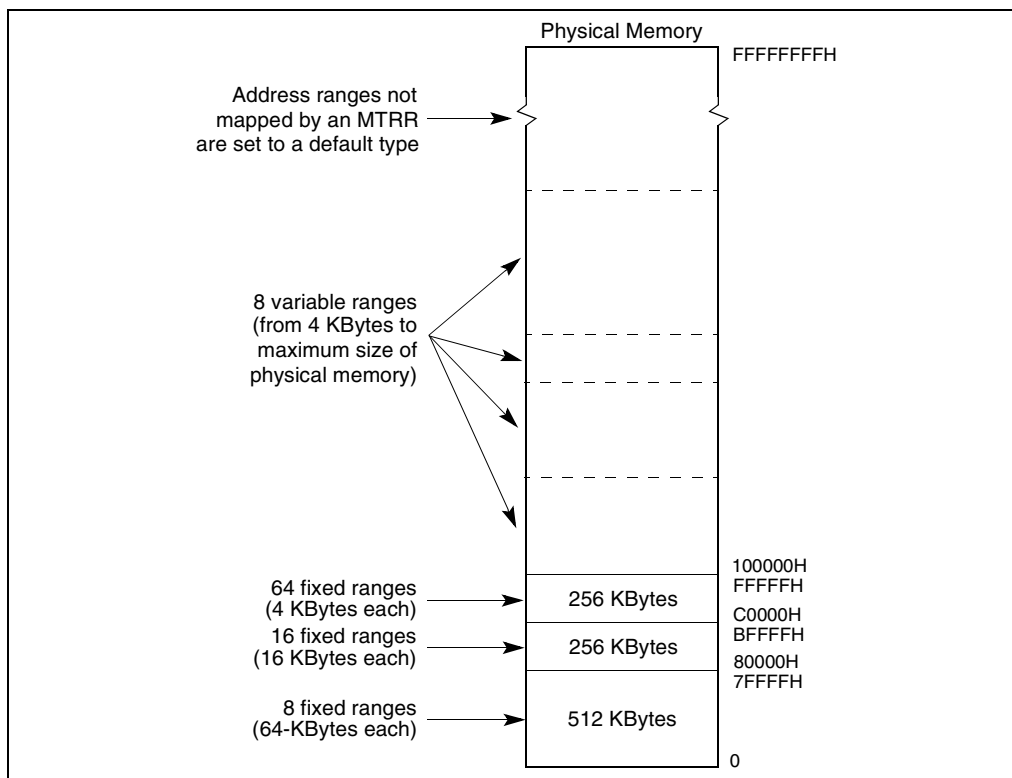 Physical Memory
FFFFFFFFH
Address ranges not
mapped by an MTRR
are set to a default type
8 variable ranges
(from 4 KBytes to
maximum size of
physical memory)
100000H
64 fixed ranges
(4 KBytes each)
256 KBytes
FFFFFH
C0000H
16 fixed ranges
(16 KBytes each)
256 KBytes
BFFFFH
80000H
8 fixed ranges
(64-KBytes each)
512 KBytes
7FFFFH
0